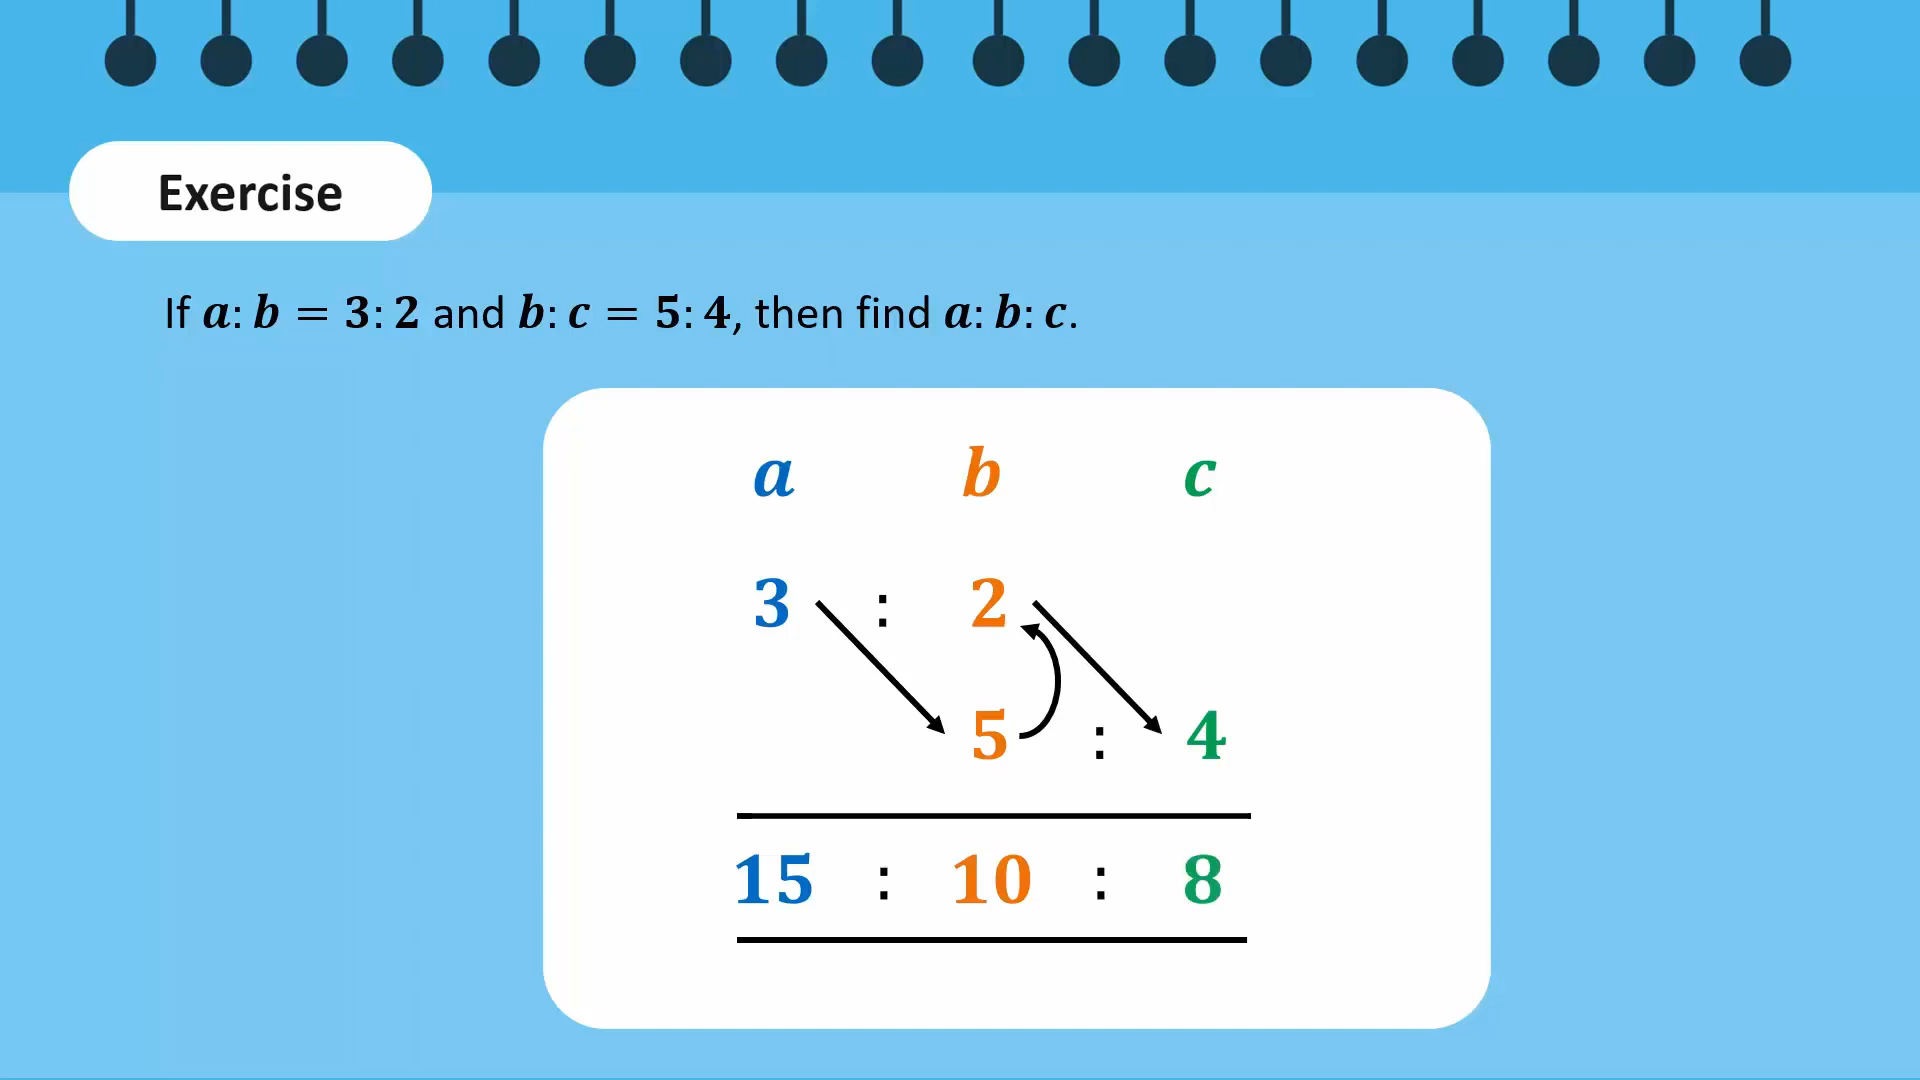 Exercise
If a: b = 3: 2 and b: c = 5: 4, then find a: b: c.
a b c
3 : 2
5 : 4
15 : 10 : 8